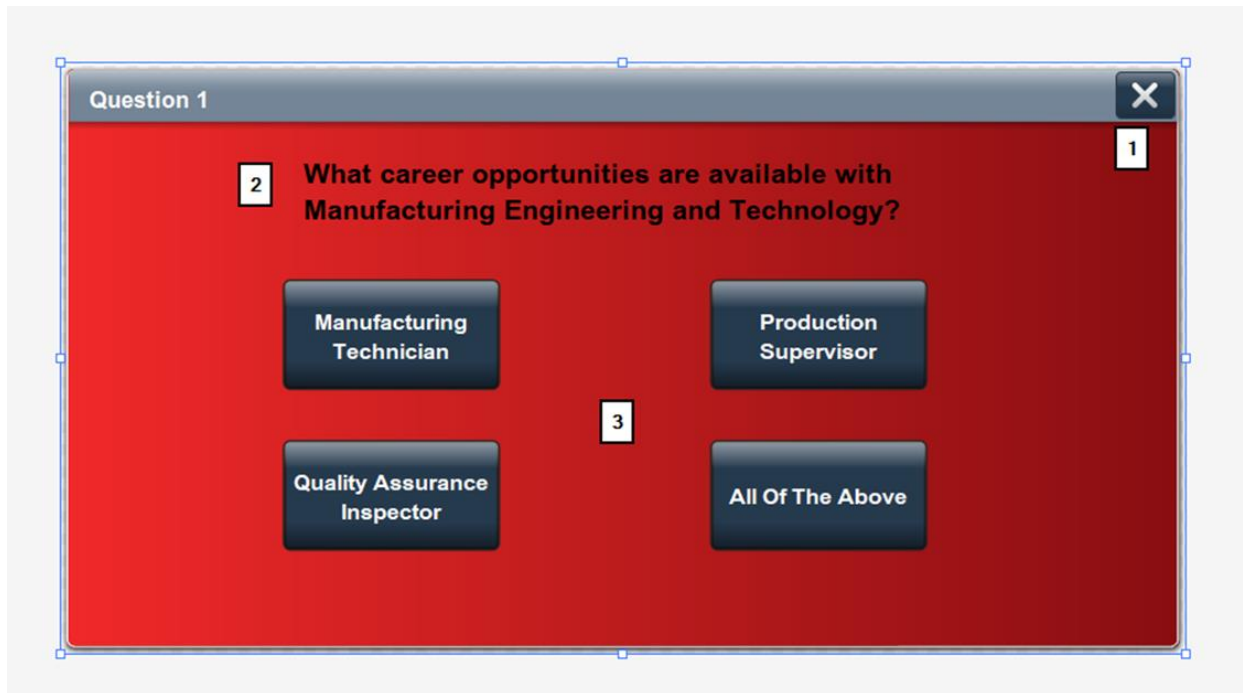 Question 1
1
2
What career opportunities are available with
Manufacturing Engineering and Technology?
Manufacturing
Technician
Production
Supervisor
3
Quality Assurance
Inspector
All Of The Above